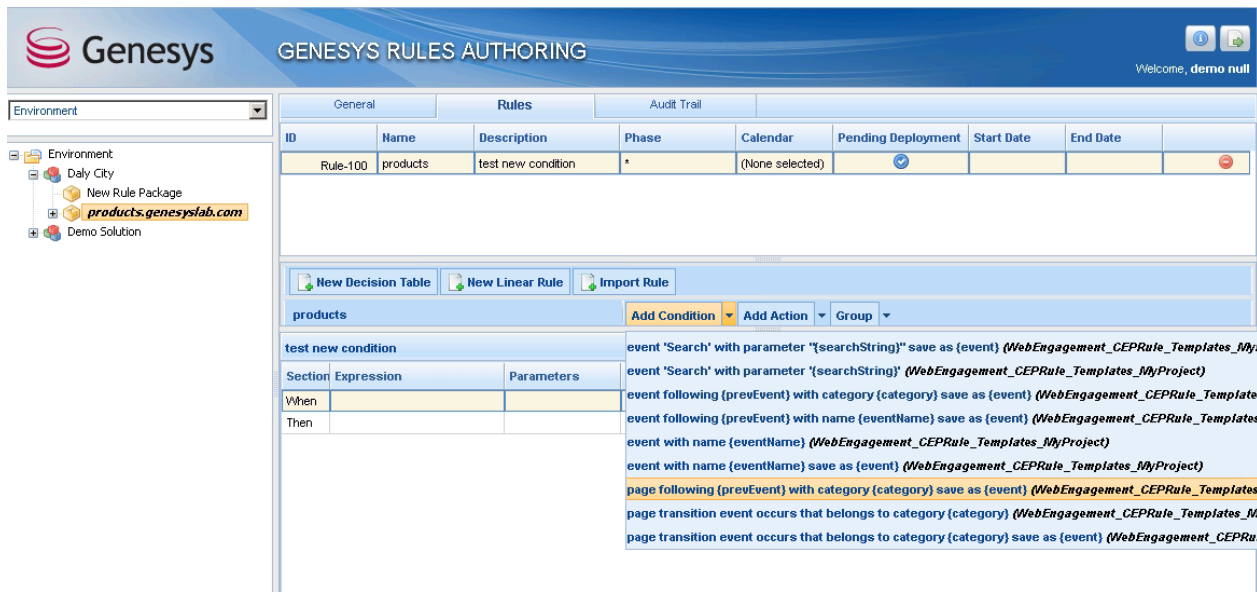 Genesys
GENESYS RULES AUTHORING
Welcome, demo null
Environment
General Rules Audit Trail
ID Name Description Phase Calendar Pending Deployment Start Date End Date
Rule-100 products test new condition * (None selected)
Environment
Daly City
New Rule Package
products.genesyslab.com
Demo Solution
New Decision Table New Linear Rule Import Rule
products Add Condition Add Action Group
test new condition
Section Expression Parameters
When
Then
event 'Search' with parameter "{searchString}" save as {event} (WebEngagement_CEPRule_Templates_My
event 'Search' with parameter '{searchString}' (WebEngagement_CEPRule_Templates_MyProject)
event following {prevEvent} with category {category} save as {event} (WebEngagement_CEPRule_Template
event following {prevEvent} with name {eventName} save as {event} (WebEngagement_CEPRule_Templates
event with name {eventName} (WebEngagement_CEPRule_Templates_MyProject)
event with name {eventName} save as {event} (WebEngagement_CEPRule_Templates_MyProject)
page following {prevEvent} with category {category} save as {event} (WebEngagement_CEPRule_Templates
page transition event occurs that belongs to category {category} (WebEngagement_CEPRule_Templates_M
page transition event occurs that belongs to category {category} save as {event} (WebEngagement_CEPRu